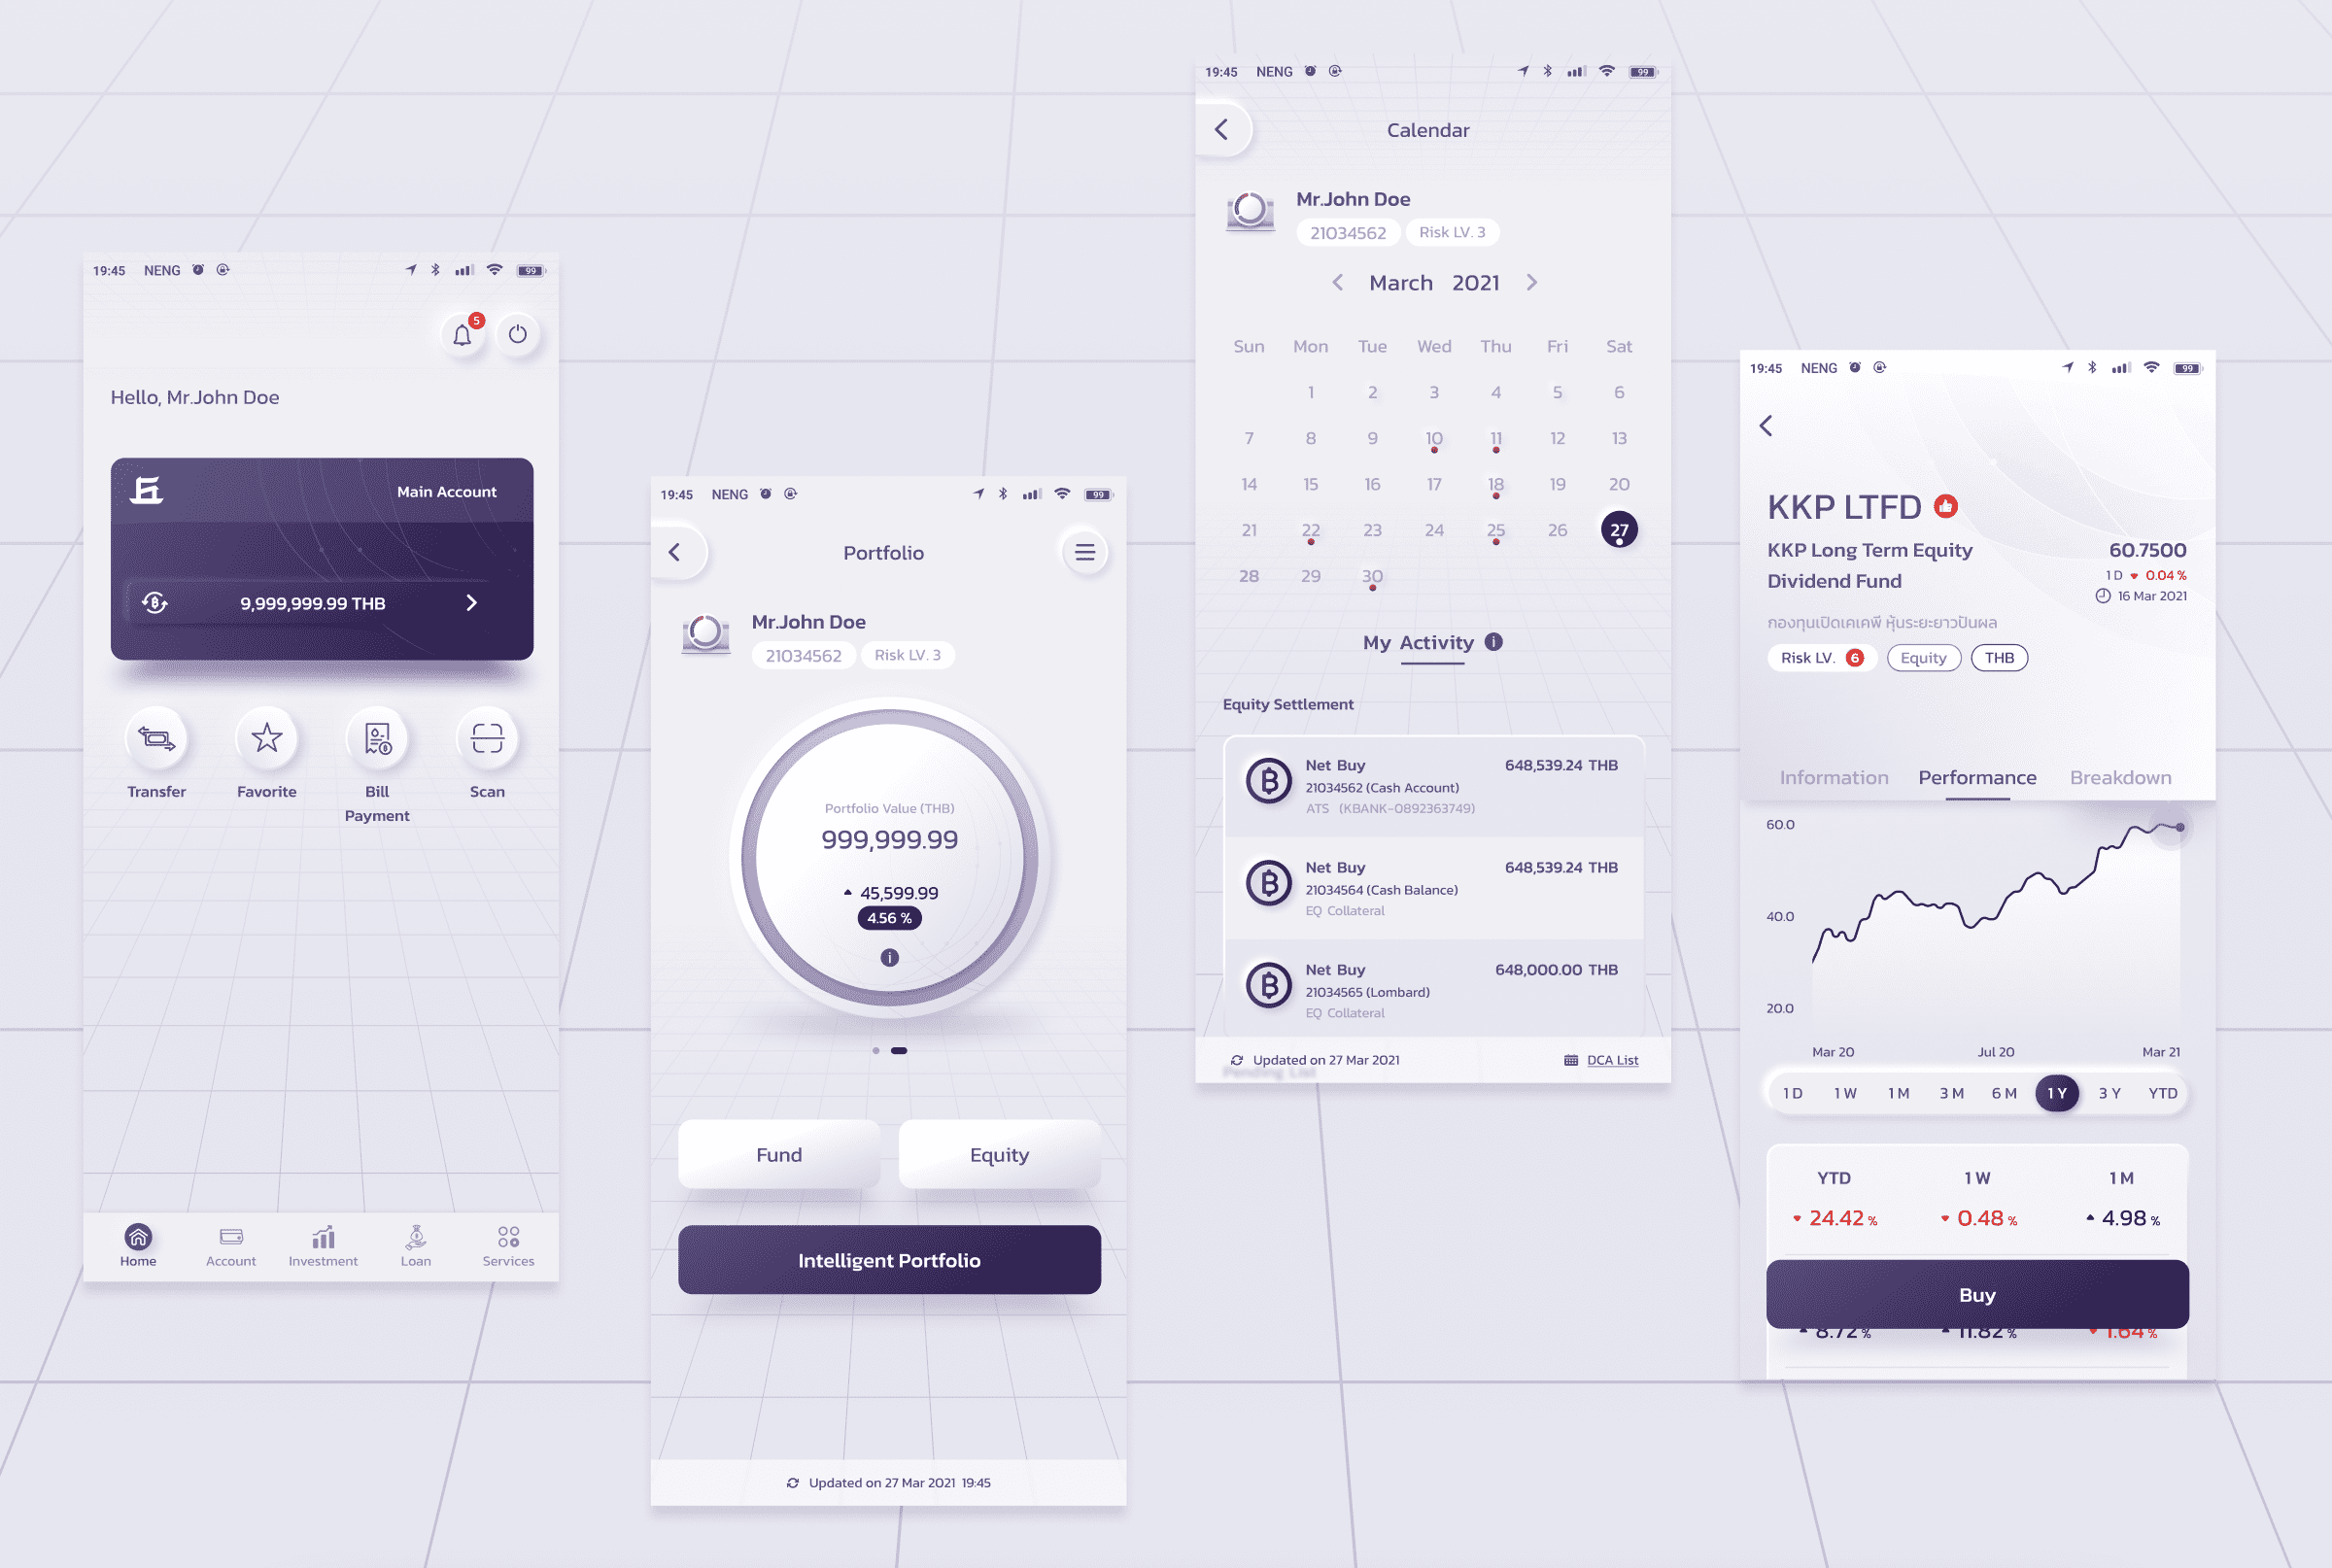 19:45 NENG 99
5
Hello, Mr.John Doe
Main Account
9,999,999.99 THB
Transfer
Favorite
Bill
Payment
Scan
Home
Account
Investment
Loan
Services
19:45 NENG 99
Portfolio
Mr.John Doe
21034562
Risk LV. 3
Portfolio Value (THB)
999,999.99
45,599.99
4.56 %
i
Fund
Equity
Intelligent Portfolio
Updated on 27 Mar 2021 19:45
19:45 NENG 99
Calendar
Mr.John Doe
21034562
Risk LV. 3
March 2021
Sun Mon Tue Wed Thu Fri Sat
1 2 3 4 5 6
7 8 9 10 11 12 13
14 15 16 17 18 19 20
21 22 23 24 25 26 27
28 29 30
My Activity i
Equity Settlement
Net Buy 648,539.24 THB
21034562 (Cash Account)
ATS (KBANK-0892363749)
Net Buy 648,539.24 THB
21034564 (Cash Balance)
EQ Collateral
Net Buy 648,000.00 THB
21034565 (Lombard)
EQ Collateral
Updated on 27 Mar 2021
DCA List
Pending List
19:45 NENG 99
KKP LTFD
KKP Long Term Equity
Dividend Fund
60.7500
1 D 0.04 %
16 Mar 2021
กองทุนเปิดเคเคพี หุ้นระยะยาวปันผล
Risk LV. 6
Equity
THB
Information Performance Breakdown
60.0
40.0
20.0
Mar 20 Jul 20 Mar 21
1 D 1 W 1 M 3 M 6 M 1 Y 3 Y YTD
YTD 1 W 1 M
24.42 % 0.48 % 4.98 %
Buy
8.72 % 11.82 % 1.64 %